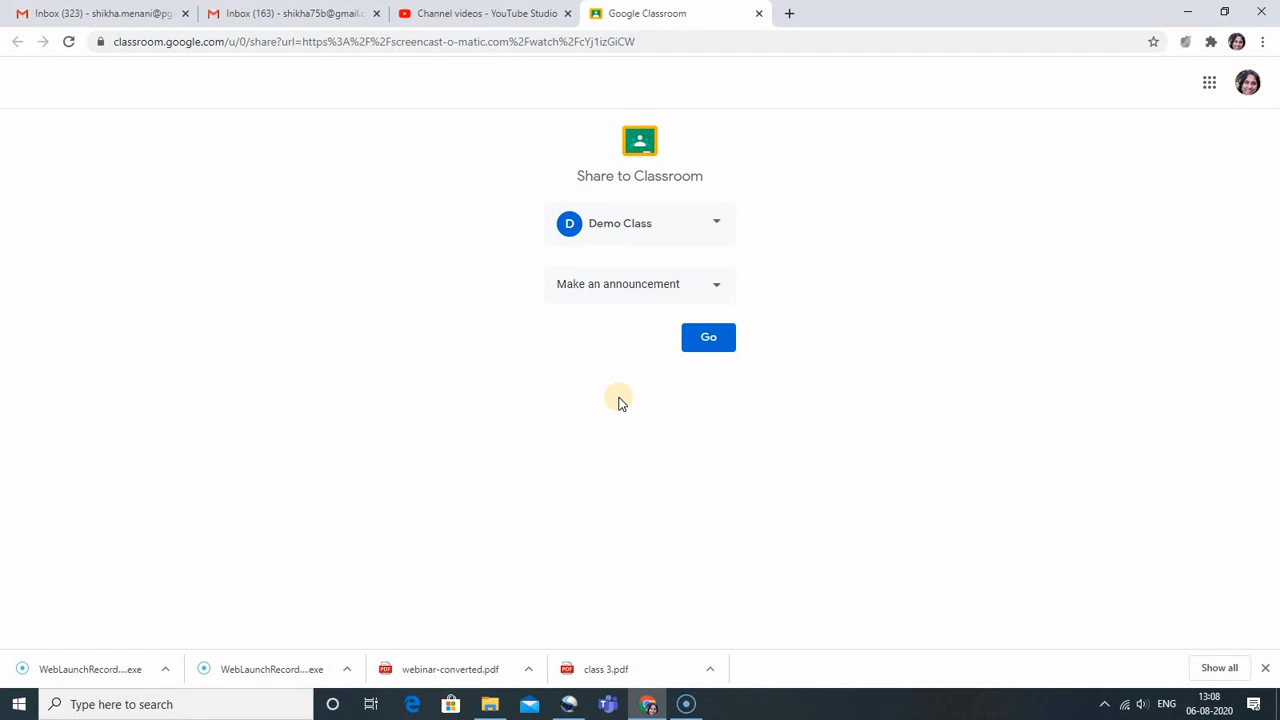 Inbox (323) - shikha.menani@pg
Inbox (163) - shikha75b@gmail.c
Channel videos - YouTube Studio
Google Classroom
classroom.google.com/u/0/share?url=https%3A%2F%2Fscreencast-o-matic.com%2Fwatch%2FcYj1izGiCW
Share to Classroom
D Demo Class
Make an announcement
Go
WebLaunchRecord....exe
WebLaunchRecord....exe
webinar-converted.pdf
class 3.pdf
Show all
Type here to search
ENG
13:08
06-08-2020